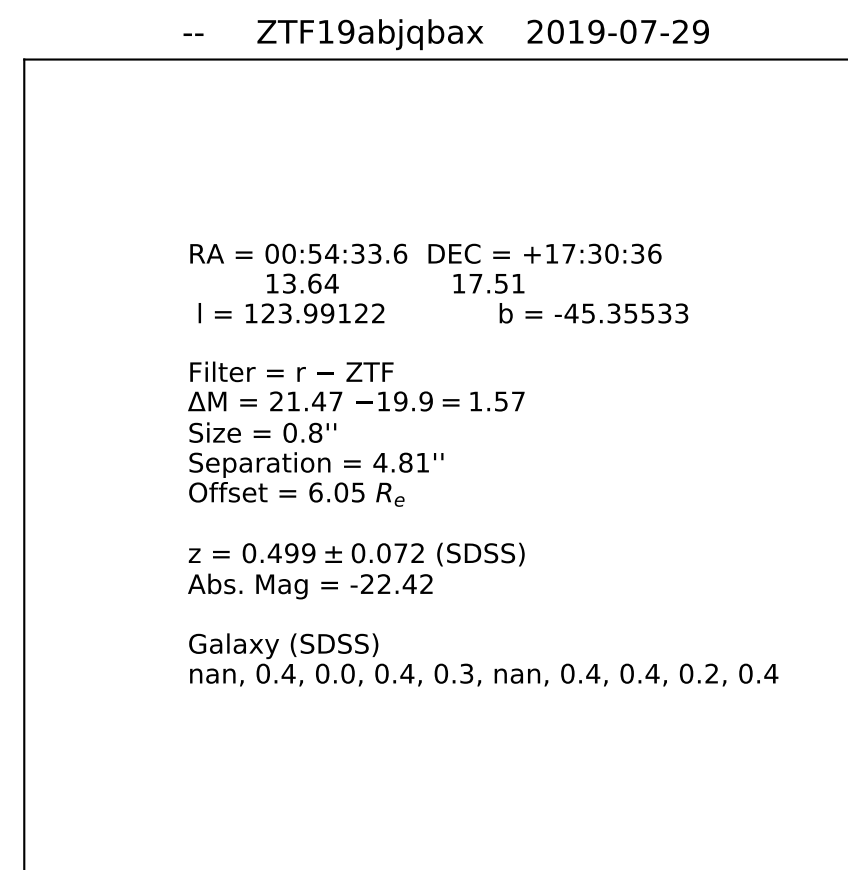 -- ZTF19abjqbax 2019-07-29
RA = 00:54:33.6 DEC = +17:30:36
13.64 17.51
l = 123.99122 b = -45.35533
Filter = r − ZTF
ΔM = 21.47 −19.9 = 1.57
Size = 0.8''
Separation = 4.81''
Offset = 6.05 Rₑ
z = 0.499 ± 0.072 (SDSS)
Abs. Mag = -22.42
Galaxy (SDSS)
nan, 0.4, 0.0, 0.4, 0.3, nan, 0.4, 0.4, 0.2, 0.4